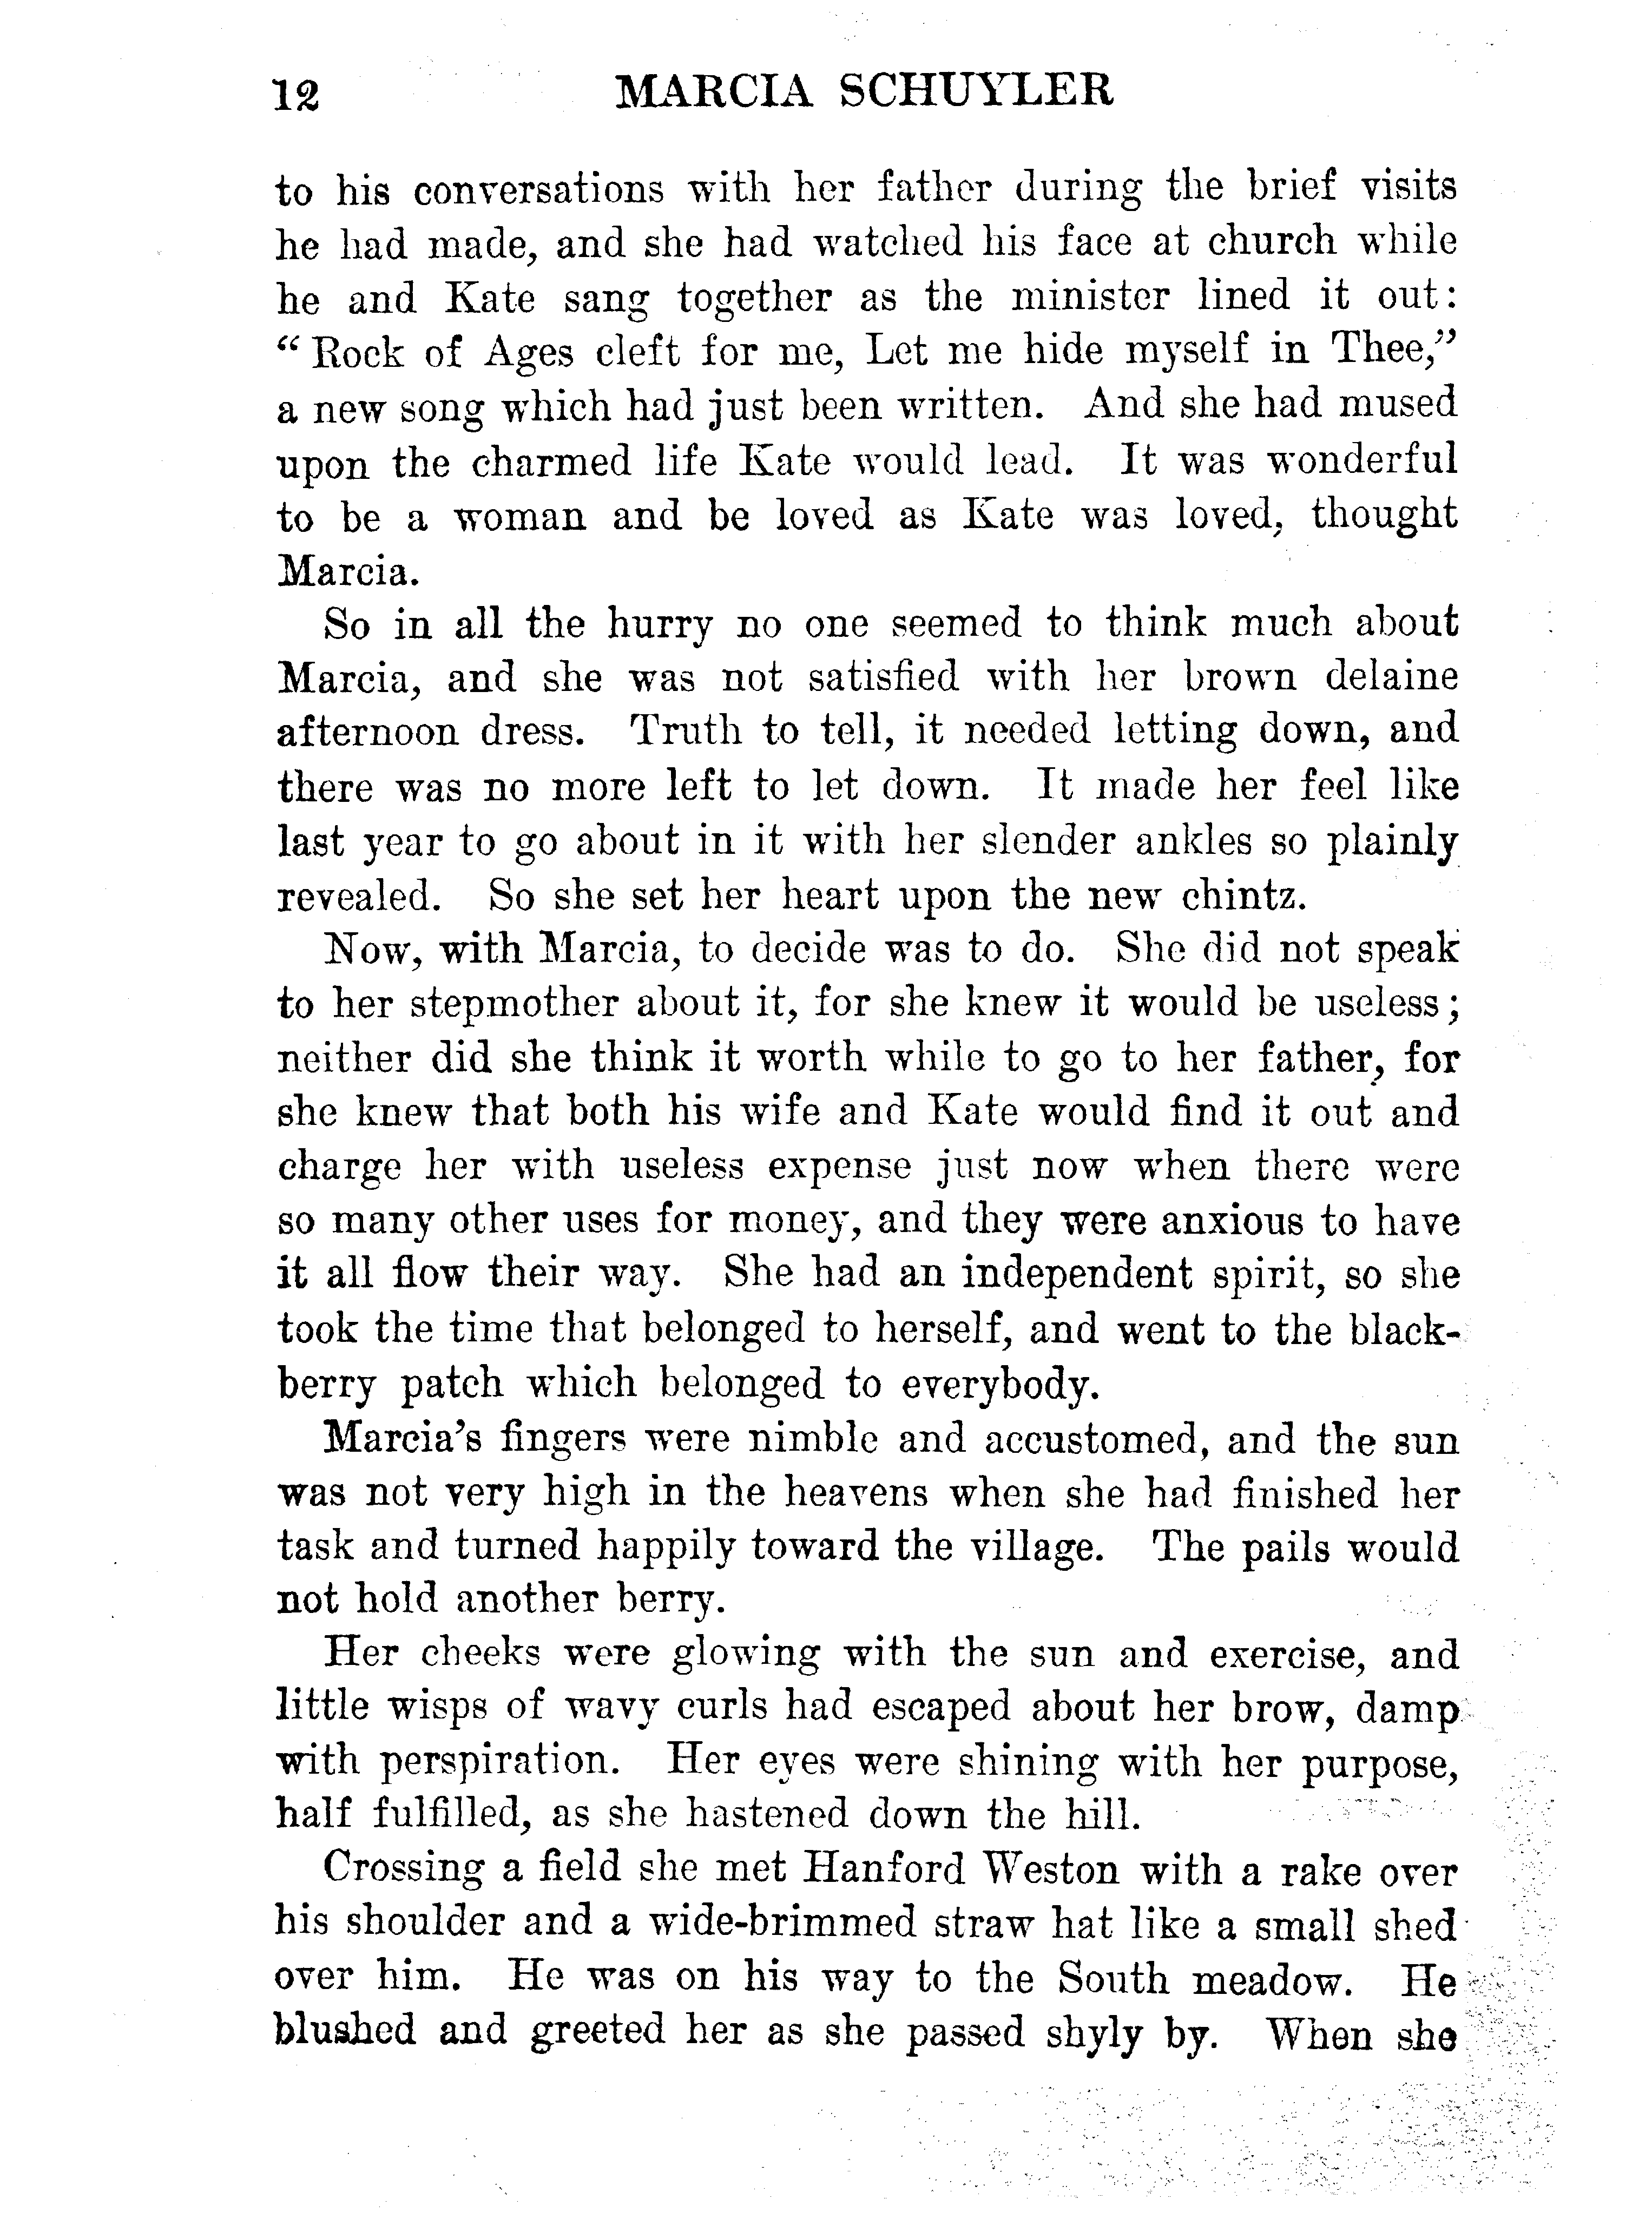 12 MARCIA SCHUYLER
to his conversations with her father during the brief visits
he had made, and she had watched his face at church while
he and Kate sang together as the minister lined it out:
“Rock of Ages cleft for me, Let me hide myself in Thee,”
a new song which had just been written. And she had mused
upon the charmed life Kate would lead. It was wonderful
to be a woman and be loved as Kate was loved, thought
Marcia.
So in all the hurry no one seemed to think much about
Marcia, and she was not satisfied with her brown delaine
afternoon dress. Truth to tell, it needed letting down, and
there was no more left to let down. It made her feel like
last year to go about in it with her slender ankles so plainly
revealed. So she set her heart upon the new chintz.
Now, with Marcia, to decide was to do. She did not speak
to her stepmother about it, for she knew it would be useless;
neither did she think it worth while to go to her father, for
she knew that both his wife and Kate would find it out and
charge her with useless expense just now when there were
so many other uses for money, and they were anxious to have
it all flow their way. She had an independent spirit, so she
took the time that belonged to herself, and went to the black-
berry patch which belonged to everybody.
Marcia’s fingers were nimble and accustomed, and the sun
was not very high in the heavens when she had finished her
task and turned happily toward the village. The pails would
not hold another berry.
Her cheeks were glowing with the sun and exercise, and
little wisps of wavy curls had escaped about her brow, damp
with perspiration. Her eyes were shining with her purpose,
half fulfilled, as she hastened down the hill.
Crossing a field she met Hanford Weston with a rake over
his shoulder and a wide-brimmed straw hat like a small shed
over him. He was on his way to the South meadow. He
blushed and greeted her as she passed shyly by. When she